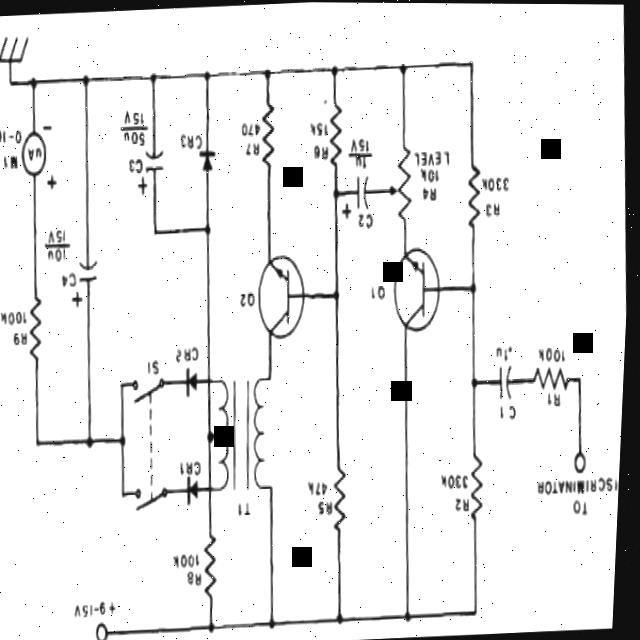 +9-15V
R8
100k
T1
CR1
R5
47k
R2
330k
TO
ISCRIMINATOR
R1
100k
C1
.1u
S1
CR2
R9
100k
Q2
Q1
C4
+
10u
15V
C2
+
1u
15V
R4
10k
LEVEL
R3
330k
C3
+
50u
15V
CR3
R7
470
R6
15k
M1
uA
+
-